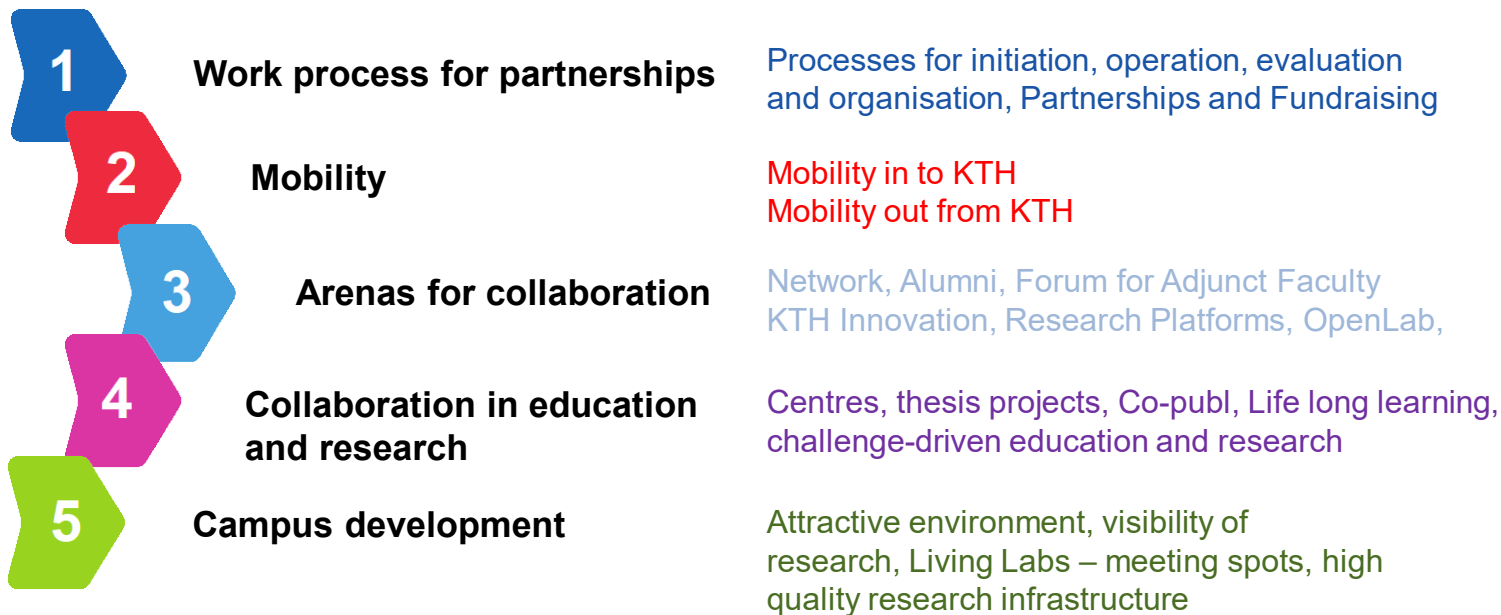 1
Work process for partnerships
Processes for initiation, operation, evaluation
and organisation, Partnerships and Fundraising
2
Mobility
Mobility in to KTH
Mobility out from KTH
3
Arenas for collaboration
Network, Alumni, Forum for Adjunct Faculty
KTH Innovation, Research Platforms, OpenLab,
4
Collaboration in education
and research
Centres, thesis projects, Co-publ, Life long learning,
challenge-driven education and research
5
Campus development
Attractive environment, visibility of
research, Living Labs – meeting spots, high
quality research infrastructure